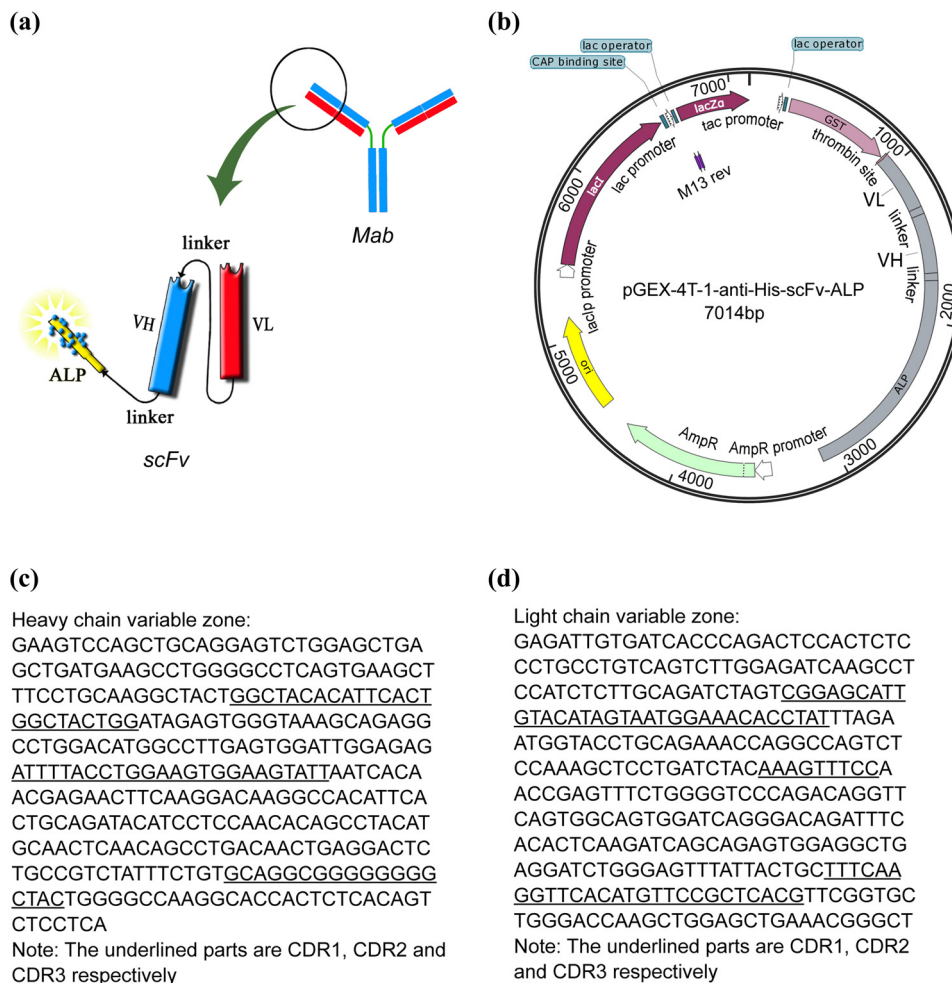 (a)
Mab
linker
VH
VL
ALP
linker
scFv
(b)
lac operator
CAP binding site
lac operator
7000
lacZα
tac promoter
GST
thrombin site
1000
lac promoter
lacI
6000
M13 rev
VL
linker
VH
linker
2000
lacIp promoter
pGEX-4T-1-anti-His-scFv-ALP
7014bp
5000
ori
ALP
AmpR
AmpR promoter
4000
3000
(c)
Heavy chain variable zone:
GAAGTCCAGCTGCAGGAGTCTGGAGCTGA
GCTGATGAAGCCTGGGGCCTCAGTGAAGCT
TTCCTGCAAGGCTACTGGCTACACATTCACT
GGCTACTGGATAGAGTGGGTAAAGCAGAGG
CCTGGACATGGCCTTGAGTGGATTGGAGAG
ATTTTACCTGGAAGTGGAAGTATTAATCACA
ACGAGAACTTCAAGGACAAGGCCACATTCA
CTGCAGATACATCCTCCAACACAGCCTACAT
GCAACTCAACAGCCTGACAACTGAGGACTC
TGCCGTCTATTTCTGTGCAGGCGGGGGGGG
CTACTGGGGCCAAGGCACCACTCTCACAGT
CTCCTCA
Note: The underlined parts are CDR1, CDR2 and
CDR3 respectively
(d)
Light chain variable zone:
GAGATTGTGATCACCCAGACTCCACTCTC
CCTGCCTGTCAGTCTTGGAGATCAAGCCT
CCATCTCTTGCAGATCTAGTCGGAGCATT
GTACATAGTAATGGAAACACCTATTTAGA
ATGGTACCTGCAGAAACCAGGCCAGTCT
CCAAAGCTCCTGATCTACAAAGTTTCCA
ACCGAGTTTCTGGGGTCCCAGACAGGTT
CAGTGGCAGTGGATCAGGGACAGATTTC
ACACTCAAGATCAGCAGAGTGGAGGCTG
AGGATCTGGGAGTTTATTACTGCTTTCAA
GGTTCACATGTTCCGCTCACGTTCGGTGC
TGGGACCAAGCTGGAGCTGAAACGGGCT
Note: The underlined parts are CDR1, CDR2
and CDR3 respectively